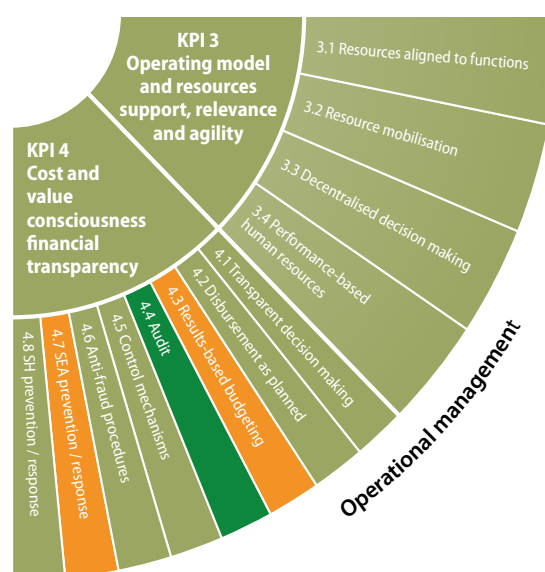 KPI 3
Operating model
and resources
support, relevance
and agility
3.1 Resources aligned to functions
3.2 Resource mobilisation
3.3 Decentralised decision making
3.4 Performance-based
human resources
KPI 4
Cost and
value
consciousness
financial
transparency
4.1 Transparent decision making
4.2 Disbursement as planned
4.3 Results-based budgeting
4.4 Audit
4.5 Control mechanisms
4.6 Anti-fraud procedures
4.7 SEA prevention / response
4.8 SH prevention / response
Operational management